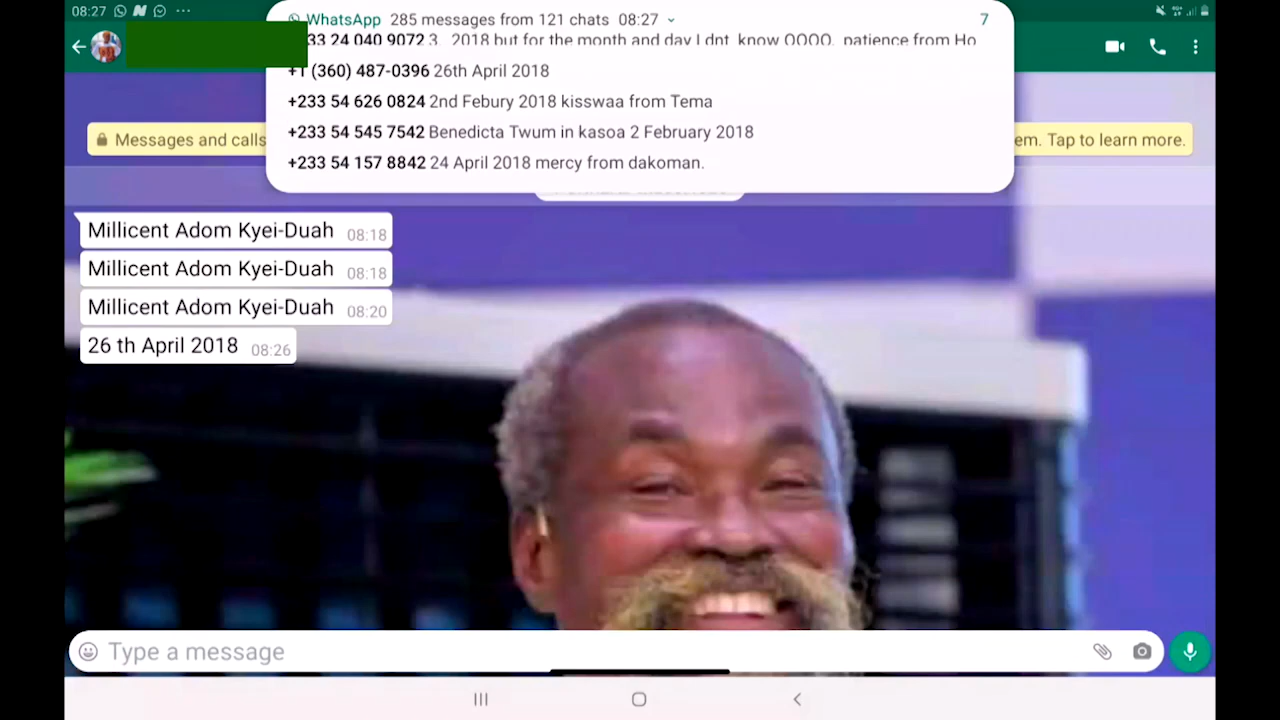 08:27
WhatsApp 285 messages from 121 chats 08:27
7
33 24 040 9072 3, 2018 but for the month and day I dnt know OOOO, patience from Ho
+1 (360) 487-0396 26th April 2018
+233 54 626 0824 2nd Febury 2018 kisswaa from Tema
+233 54 545 7542 Benedicta Twum in kasoa 2 February 2018
+233 54 157 8842 24 April 2018 mercy from dakoman.
Messages and calls
em. Tap to learn more.
Millicent Adom Kyei-Duah 08:18
Millicent Adom Kyei-Duah 08:18
Millicent Adom Kyei-Duah 08:20
26 th April 2018 08:26
Type a message